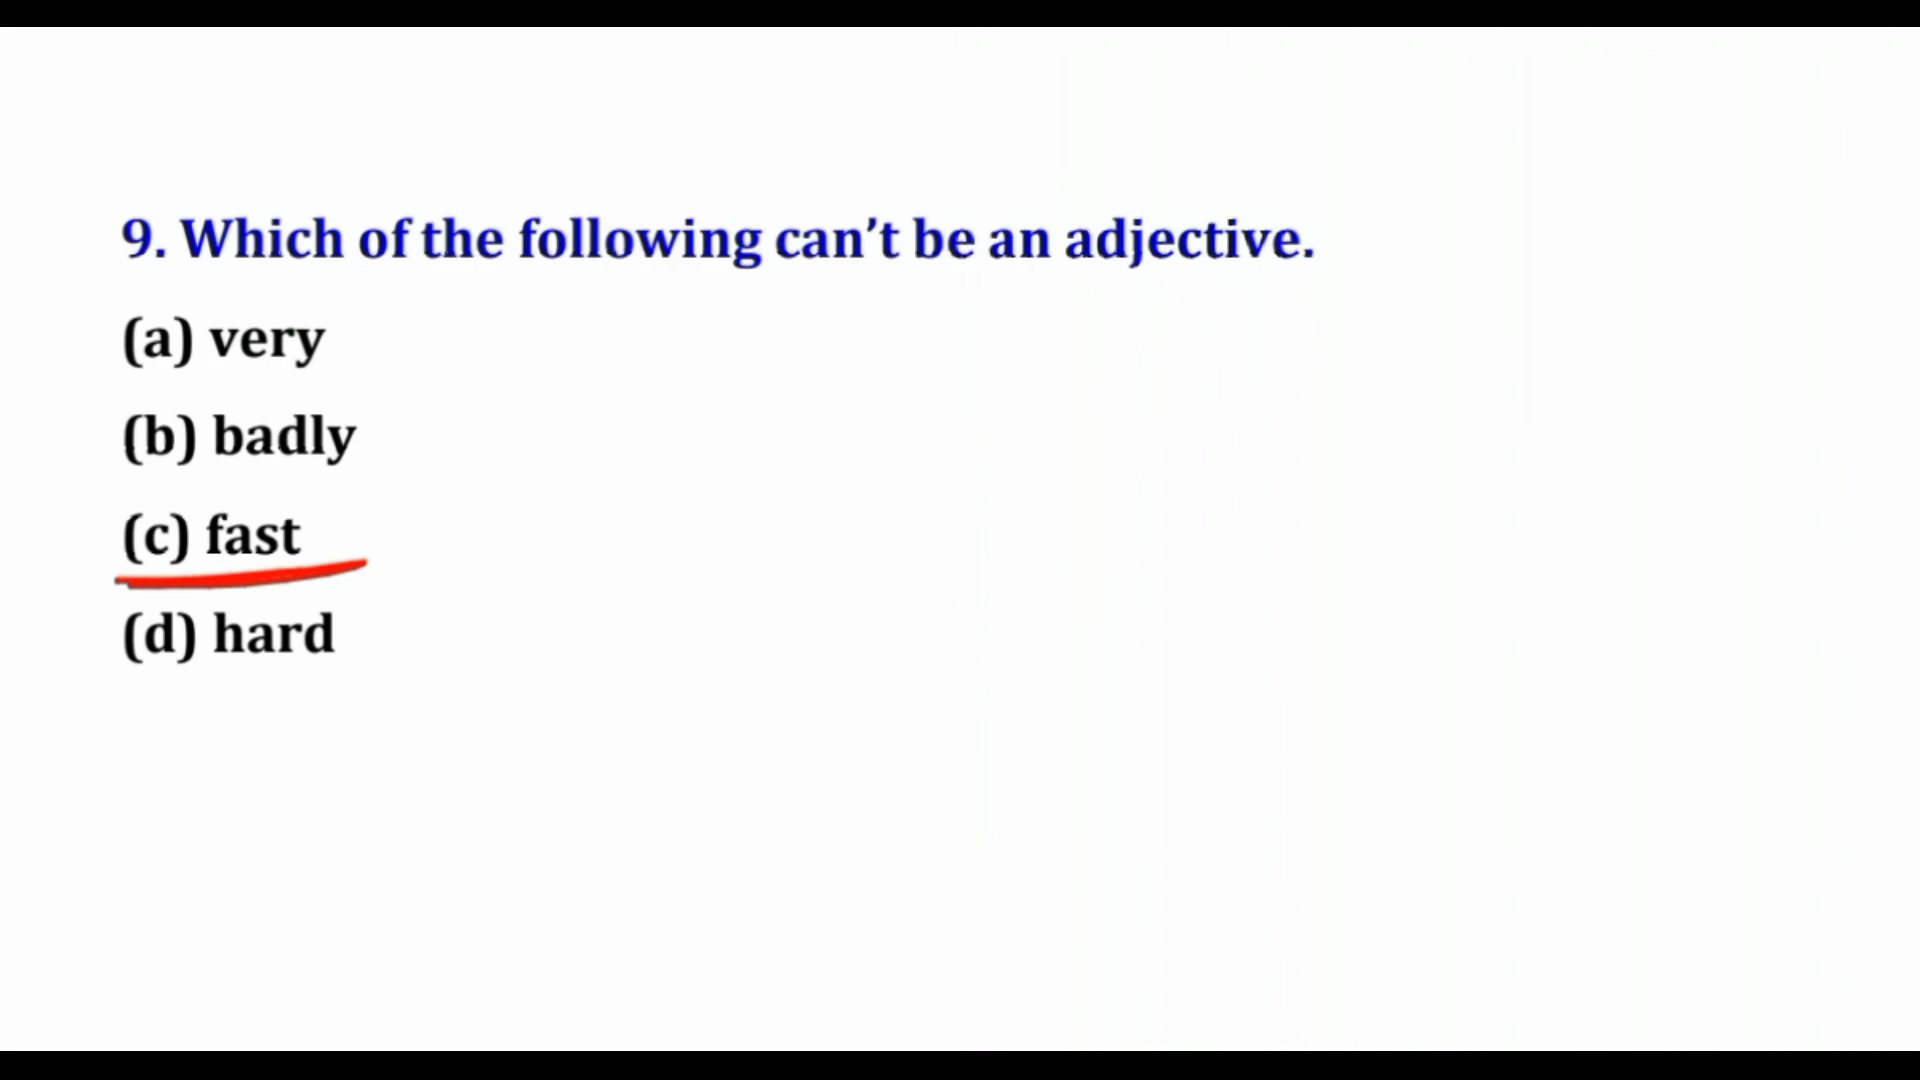 9. Which of the following can’t be an adjective.
(a) very
(b) badly
(c) fast
(d) hard